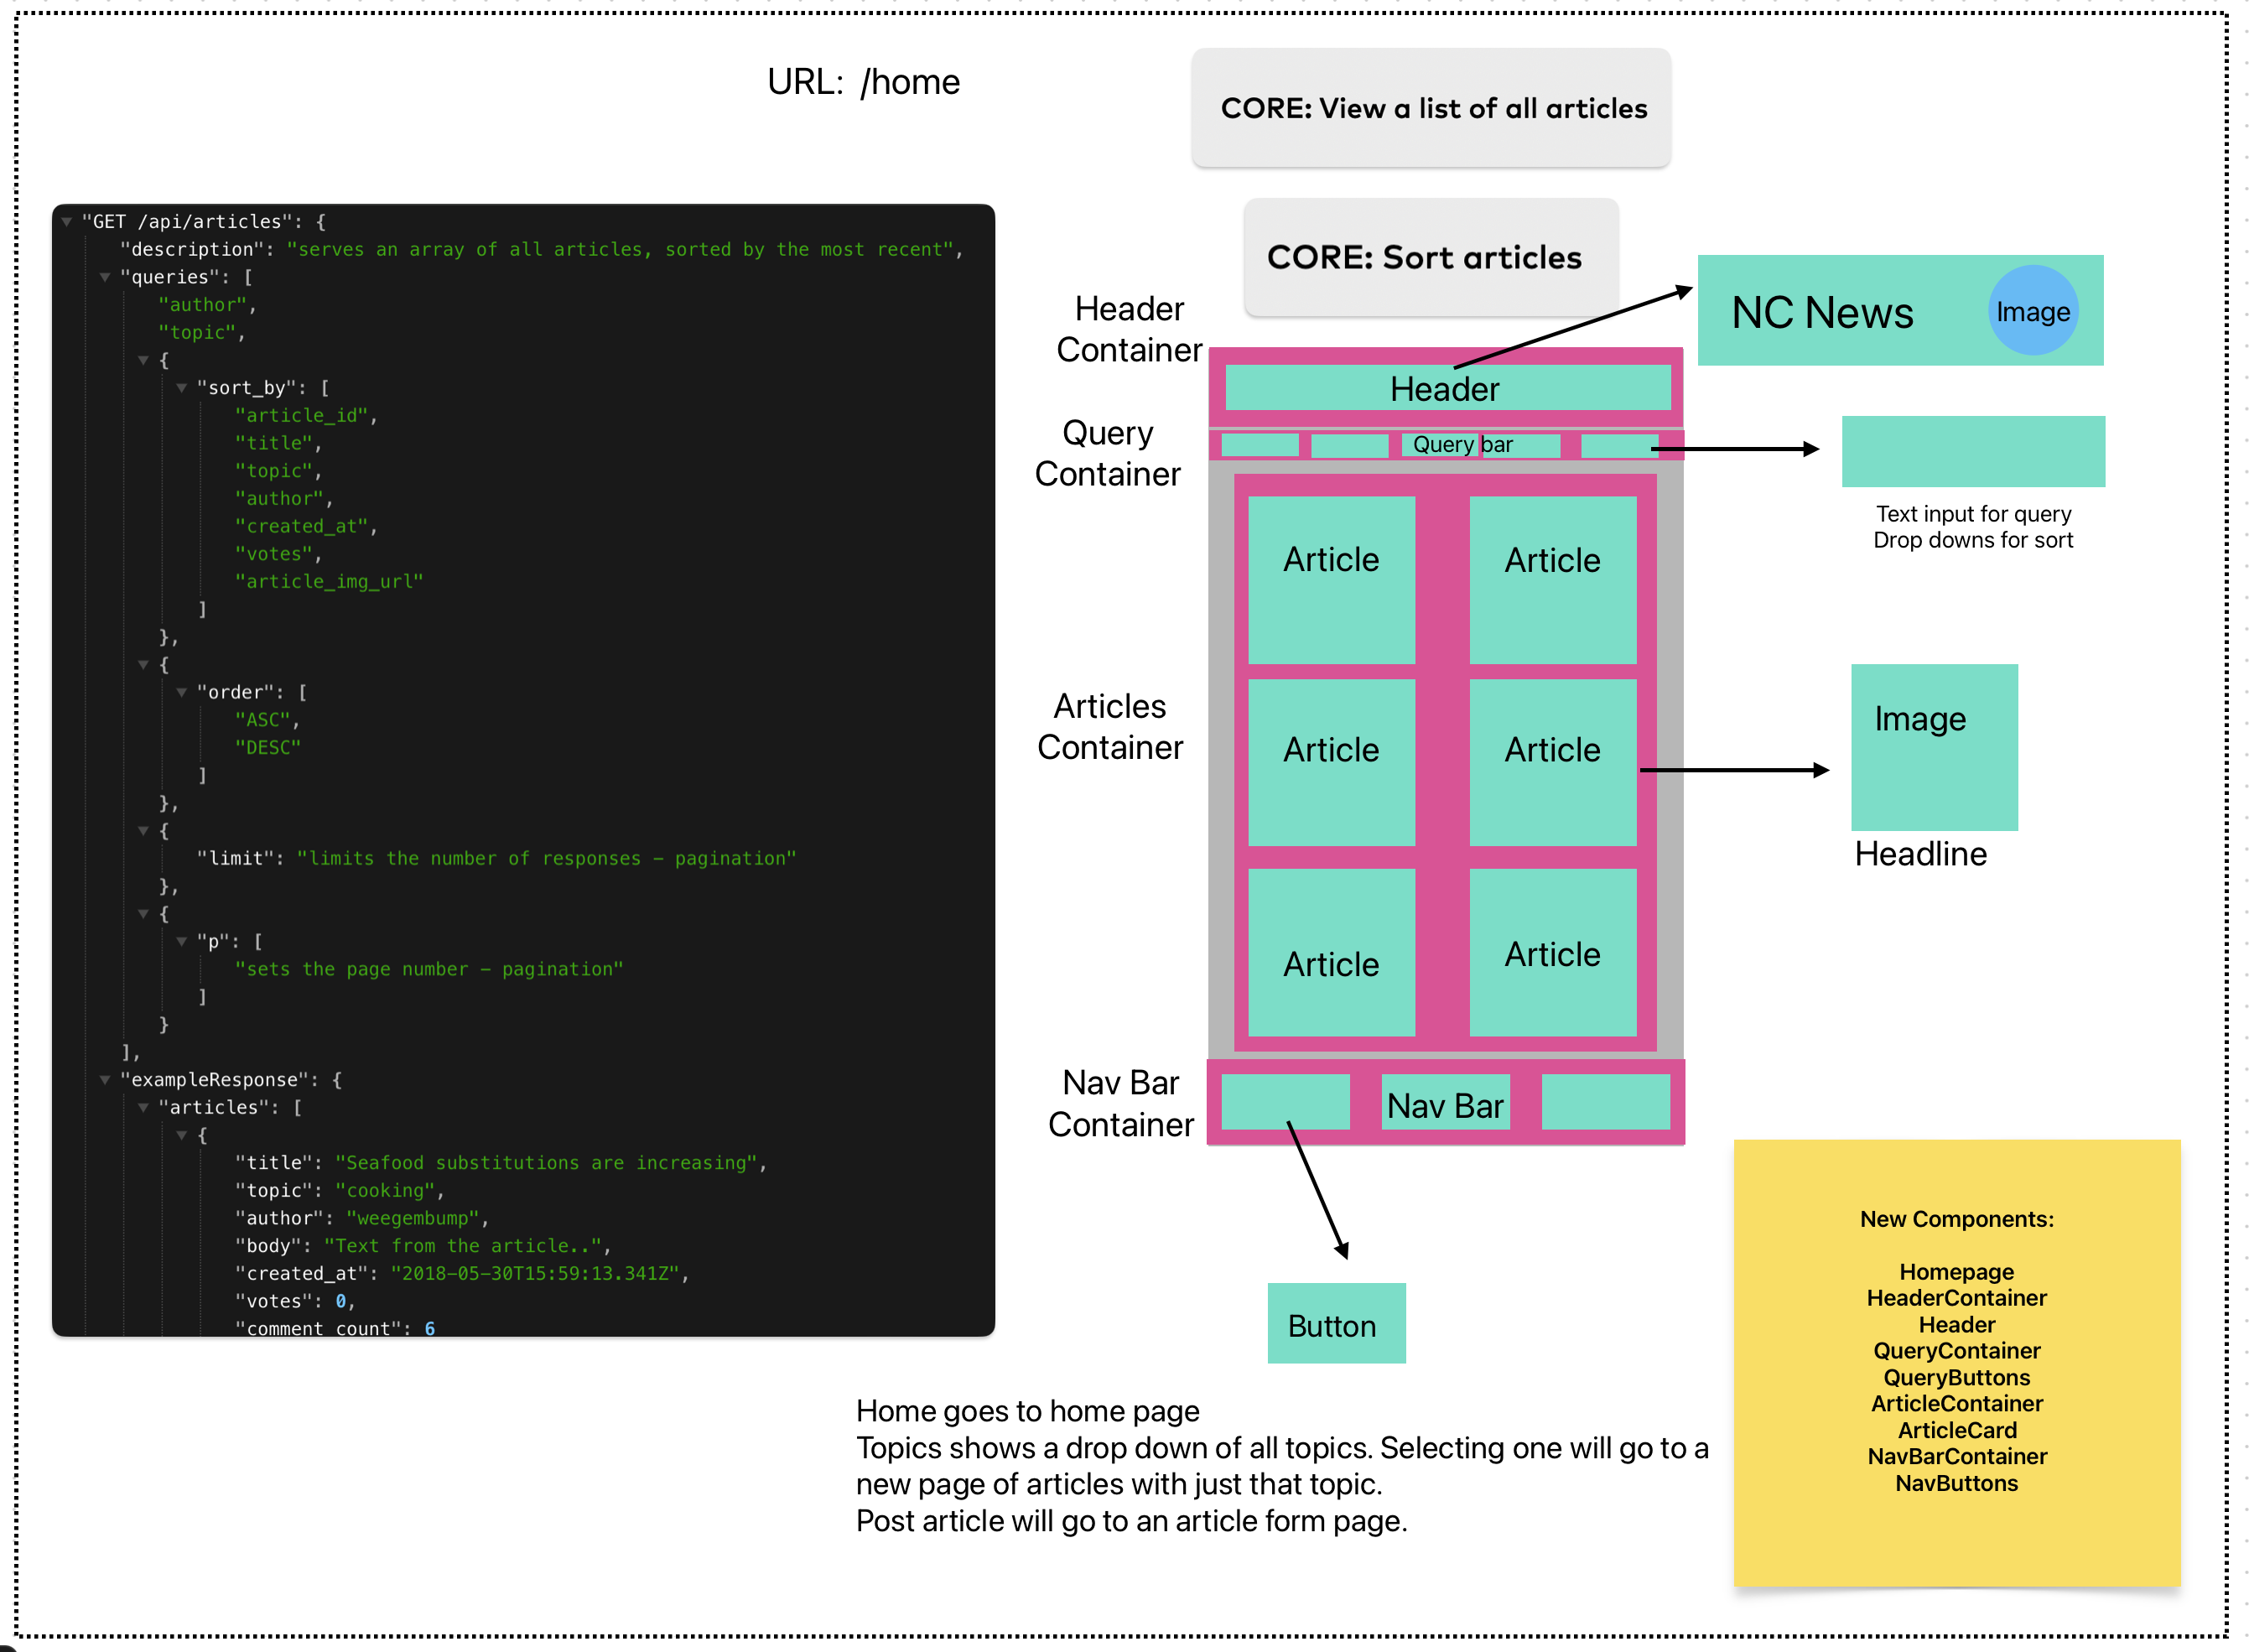 URL: /home
CORE: View a list of all articles
CORE: Sort articles
"GET /api/articles": {
"description": "serves an array of all articles, sorted by the most recent",
"queries": [
"author",
"topic",
{
"sort_by": [
"article_id",
"title",
"topic",
"author",
"created_at",
"votes",
"article_img_url"
]
},
{
"order": [
"ASC",
"DESC"
]
},
{
"limit": "limits the number of responses – pagination"
},
{
"p": [
"sets the page number – pagination"
]
}
],
"exampleResponse": {
"articles": [
{
"title": "Seafood substitutions are increasing",
"topic": "cooking",
"author": "weegembump",
"body": "Text from the article..",
"created_at": "2018-05-30T15:59:13.341Z",
"votes": 0,
"comment_count": 6
Header
Container
Header
NC News
Image
Query
Container
Query bar
Text input for query
Drop downs for sort
Articles
Container
Article
Article
Article
Article
Article
Article
Image
Headline
Nav Bar
Container
Nav Bar
Button
Home goes to home page
Topics shows a drop down of all topics. Selecting one will go to a
new page of articles with just that topic.
Post article will go to an article form page.
New Components:
Homepage
HeaderContainer
Header
QueryContainer
QueryButtons
ArticleContainer
ArticleCard
NavBarContainer
NavButtons